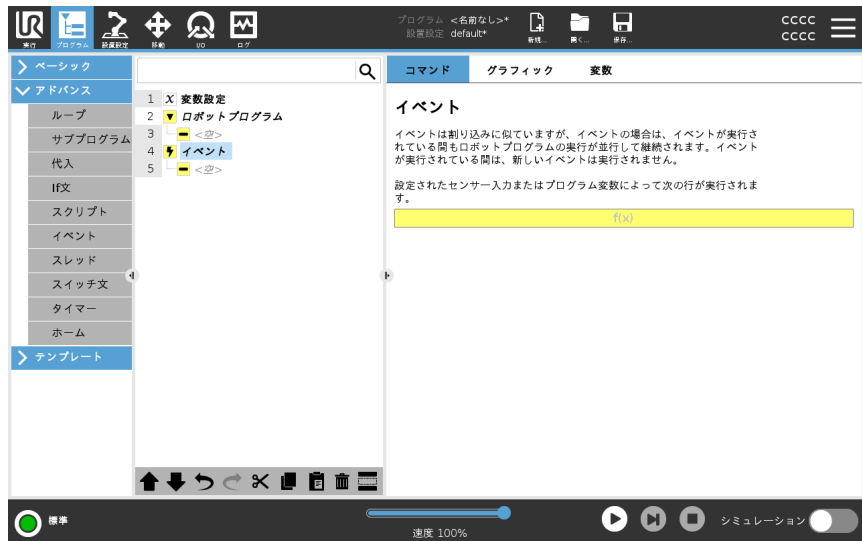 UR
実行
プログラム
設置設定
移動
I/O
ログ
プログラム <名前なし>*
設置設定 default*
新規...
開く...
保存...
CCCC
CCCC
ベーシック
アドバンス
ループ
サブプログラム
代入
If文
スクリプト
イベント
スレッド
スイッチ文
タイマー
ホーム
テンプレート
1 X 変数設定
2 ロボットプログラム
3 <空>
4 イベント
5 <空>
コマンド グラフィック 変数
イベント
イベントは割り込みに似ていますが、イベントの場合は、イベントが実行さ
れている間もロボットプログラムの実行が並行して継続されます。イベント
が実行されている間は、新しいイベントは実行されません。
設定されたセンサー入力またはプログラム変数によって次の行が実行されま
す。
f(x)
標準
速度 100%
シミュレーション